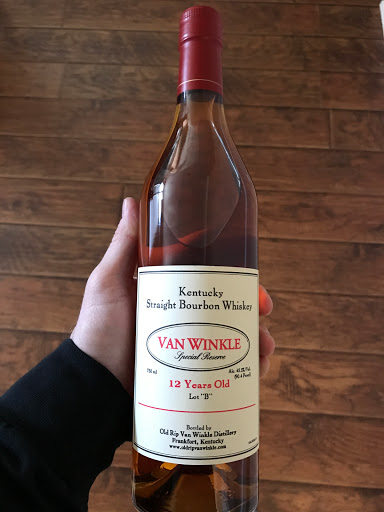 Kentucky
Straight Bourbon Whiskey
VAN WINKLE
Special Reserve
750 ml
Alc. 45.2% Vol.
(90.4 Proof)
12 Years Old
Lot "B"
Bottled by
Old Rip Van Winkle Distillery
Frankfort, Kentucky
www.oldripvanwinkle.com